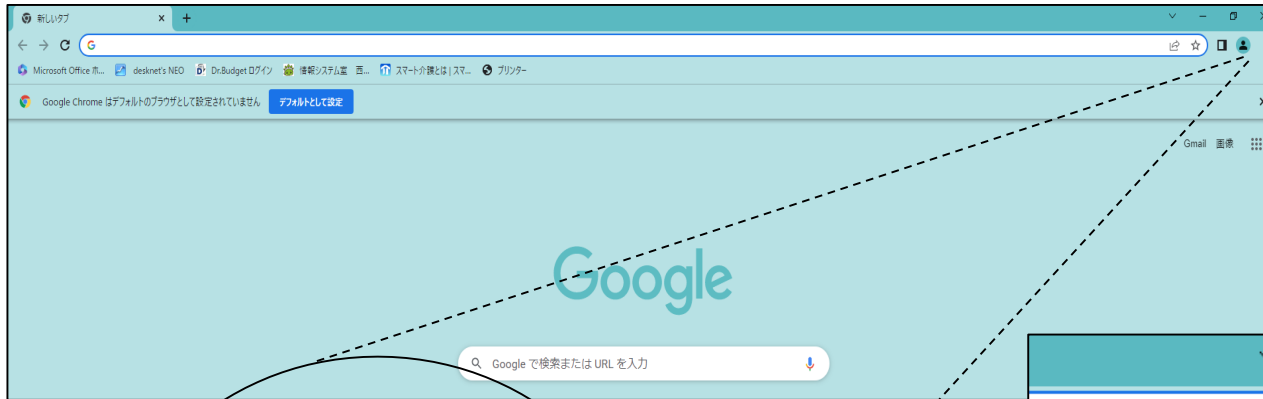 新しいタブ
Microsoft Office ホ... desknet's NEO Dr.Budget ログイン 情報システム室 西... スマート介護とは | スマ... プリンター
Google Chrome はデフォルトのブラウザとして設定されていません デフォルトとして設定
Gmail 画像
Google
Google で検索または URL を入力